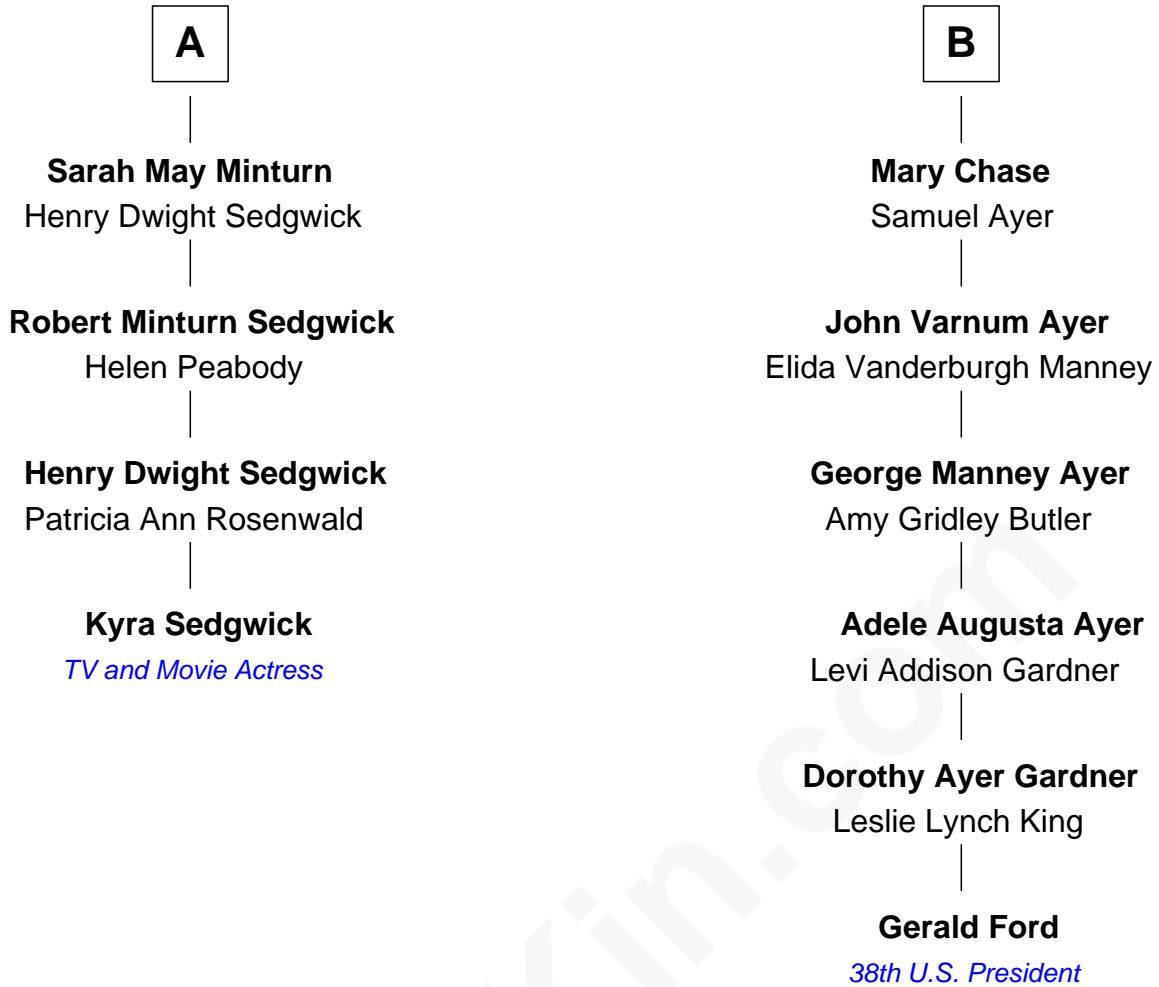 A
Sarah May Minturn
Henry Dwight Sedgwick
Robert Minturn Sedgwick
Helen Peabody
Henry Dwight Sedgwick
Patricia Ann Rosenwald
Kyra Sedgwick
TV and Movie Actress
B
Mary Chase
Samuel Ayer
John Varnum Ayer
Elida Vanderburgh Manney
George Manney Ayer
Amy Gridley Butler
Adele Augusta Ayer
Levi Addison Gardner
Dorothy Ayer Gardner
Leslie Lynch King
Gerald Ford
38th U.S. President
Kin.com